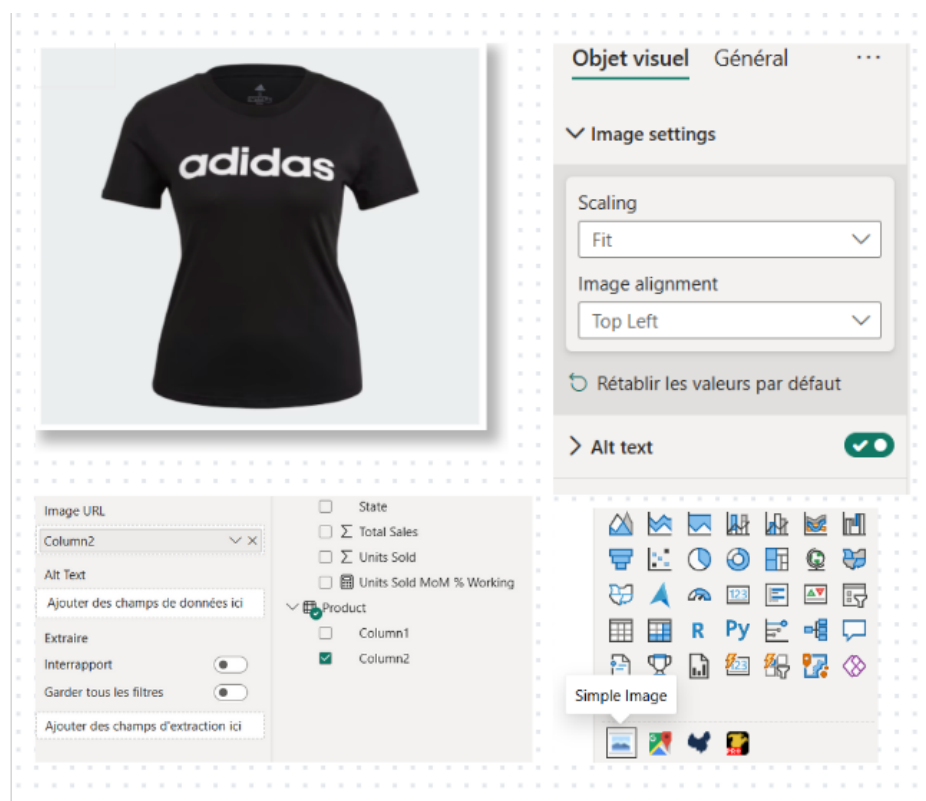 adidas
Objet visuel Général ...
Image settings
Scaling
Fit
Image alignment
Top Left
Rétablir les valeurs par défaut
Alt text
Image URL
Column2
Alt Text
Ajouter des champs de données ici
Extraire
Interrapport
Garder tous les filtres
Ajouter des champs d'extraction ici
State
Total Sales
Units Sold
Units Sold MoM % Working
Product
Column1
Column2
123
R Py
123
Simple Image
PRO